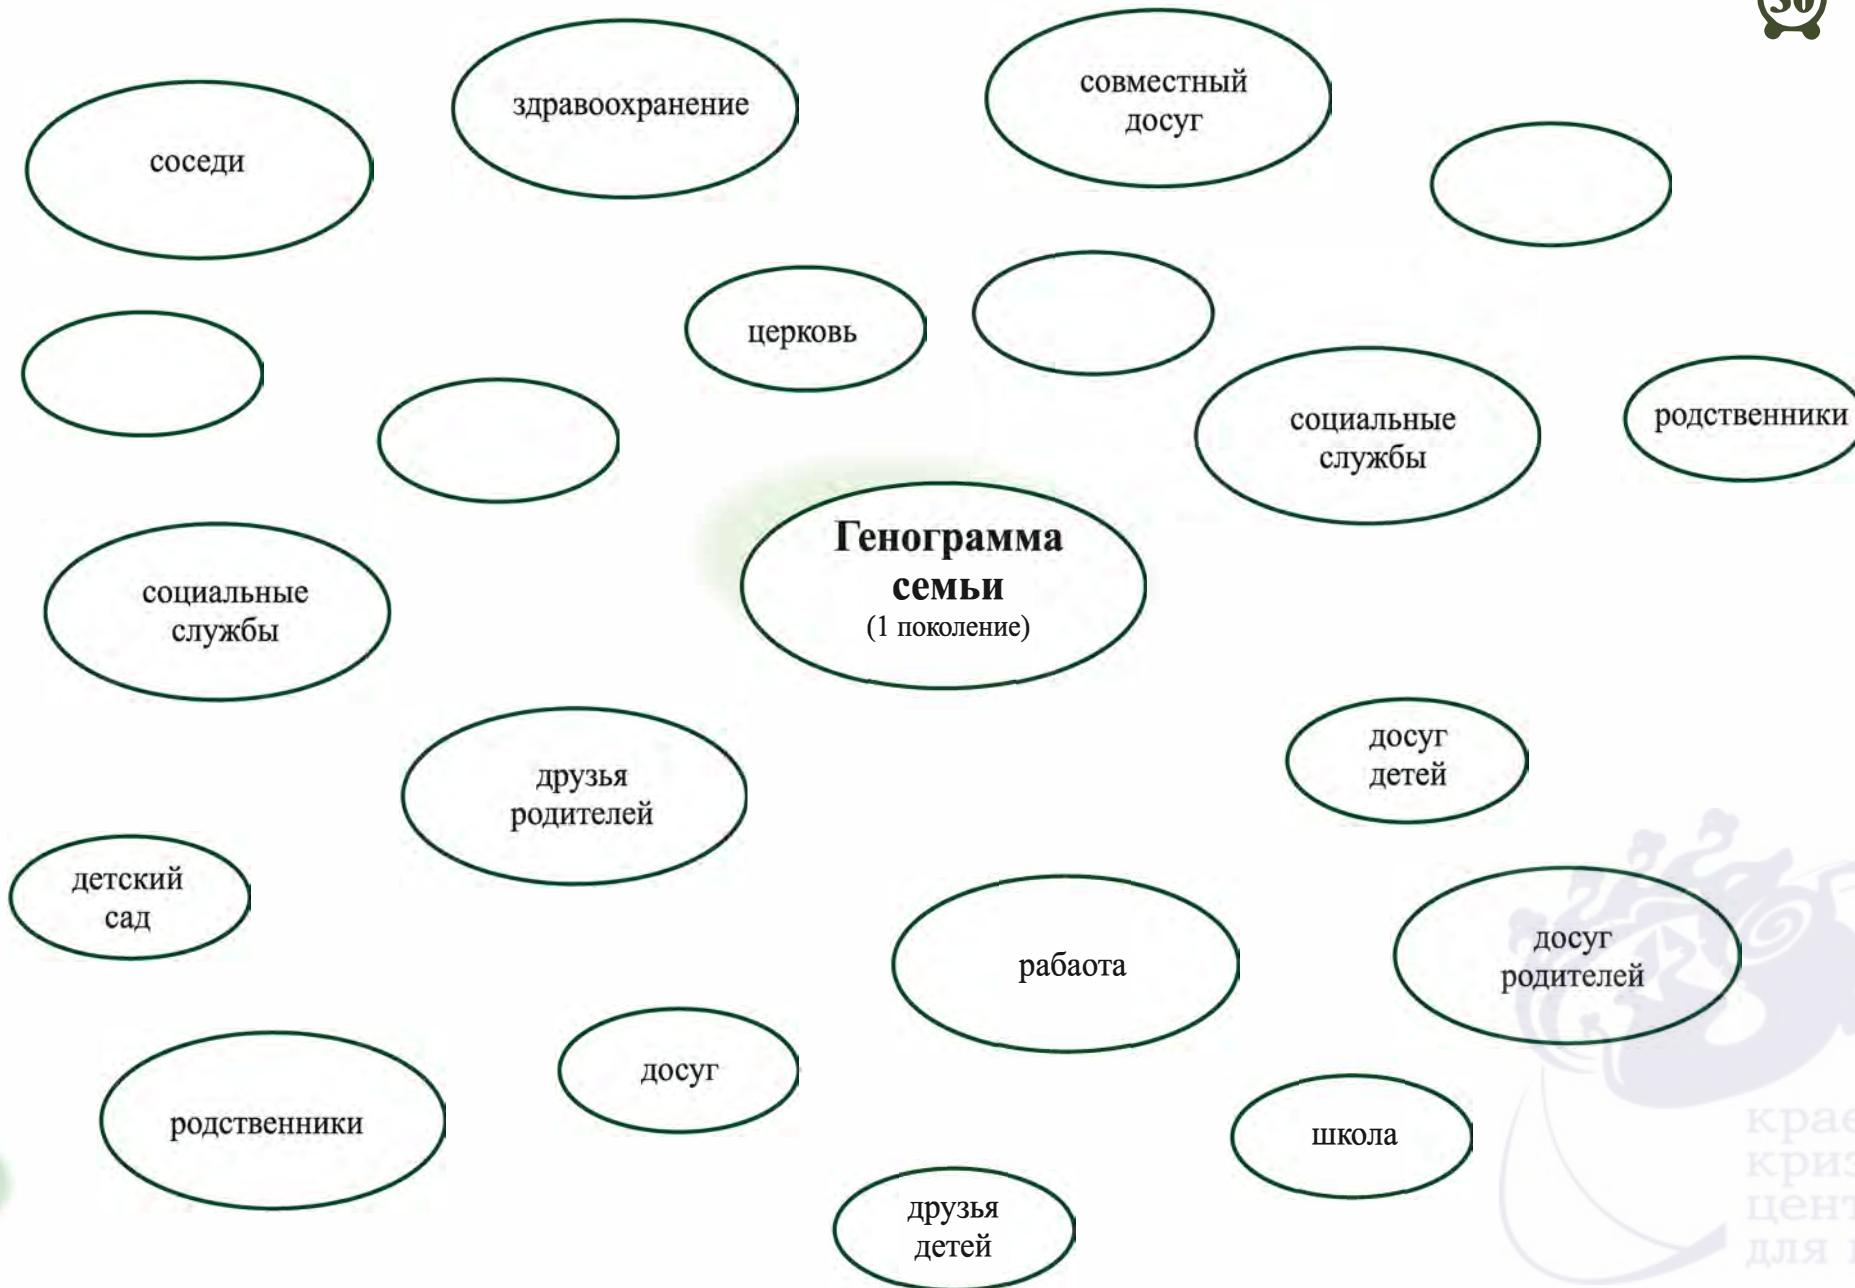 30
здравоохранение
совместный
досуг
соседи
церковь
социальные
службы
родственники
Генограмма
семьи
(1 поколение)
социальные
службы
друзья
родителей
досуг
детей
детский
сад
рабаота
досуг
родителей
родственники
досуг
школа
друзья
детей